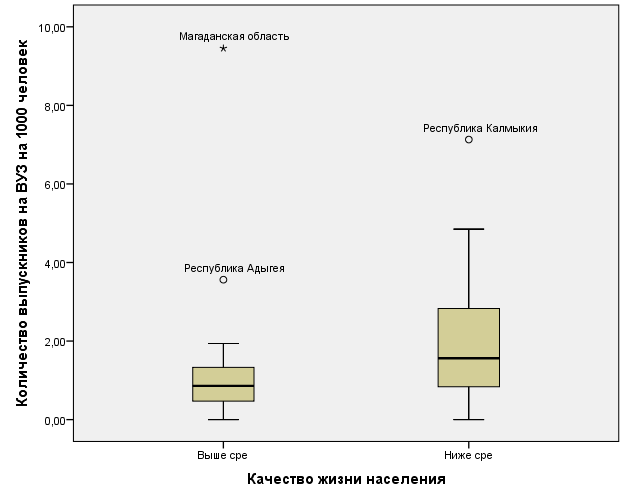 Количество выпускников на ВУЗ на 1000 человек
10,00
8,00
6,00
4,00
2,00
0,00
Магаданская область
Республика Калмыкия
Республика Адыгея
Выше сре
Ниже сре
Качество жизни населения